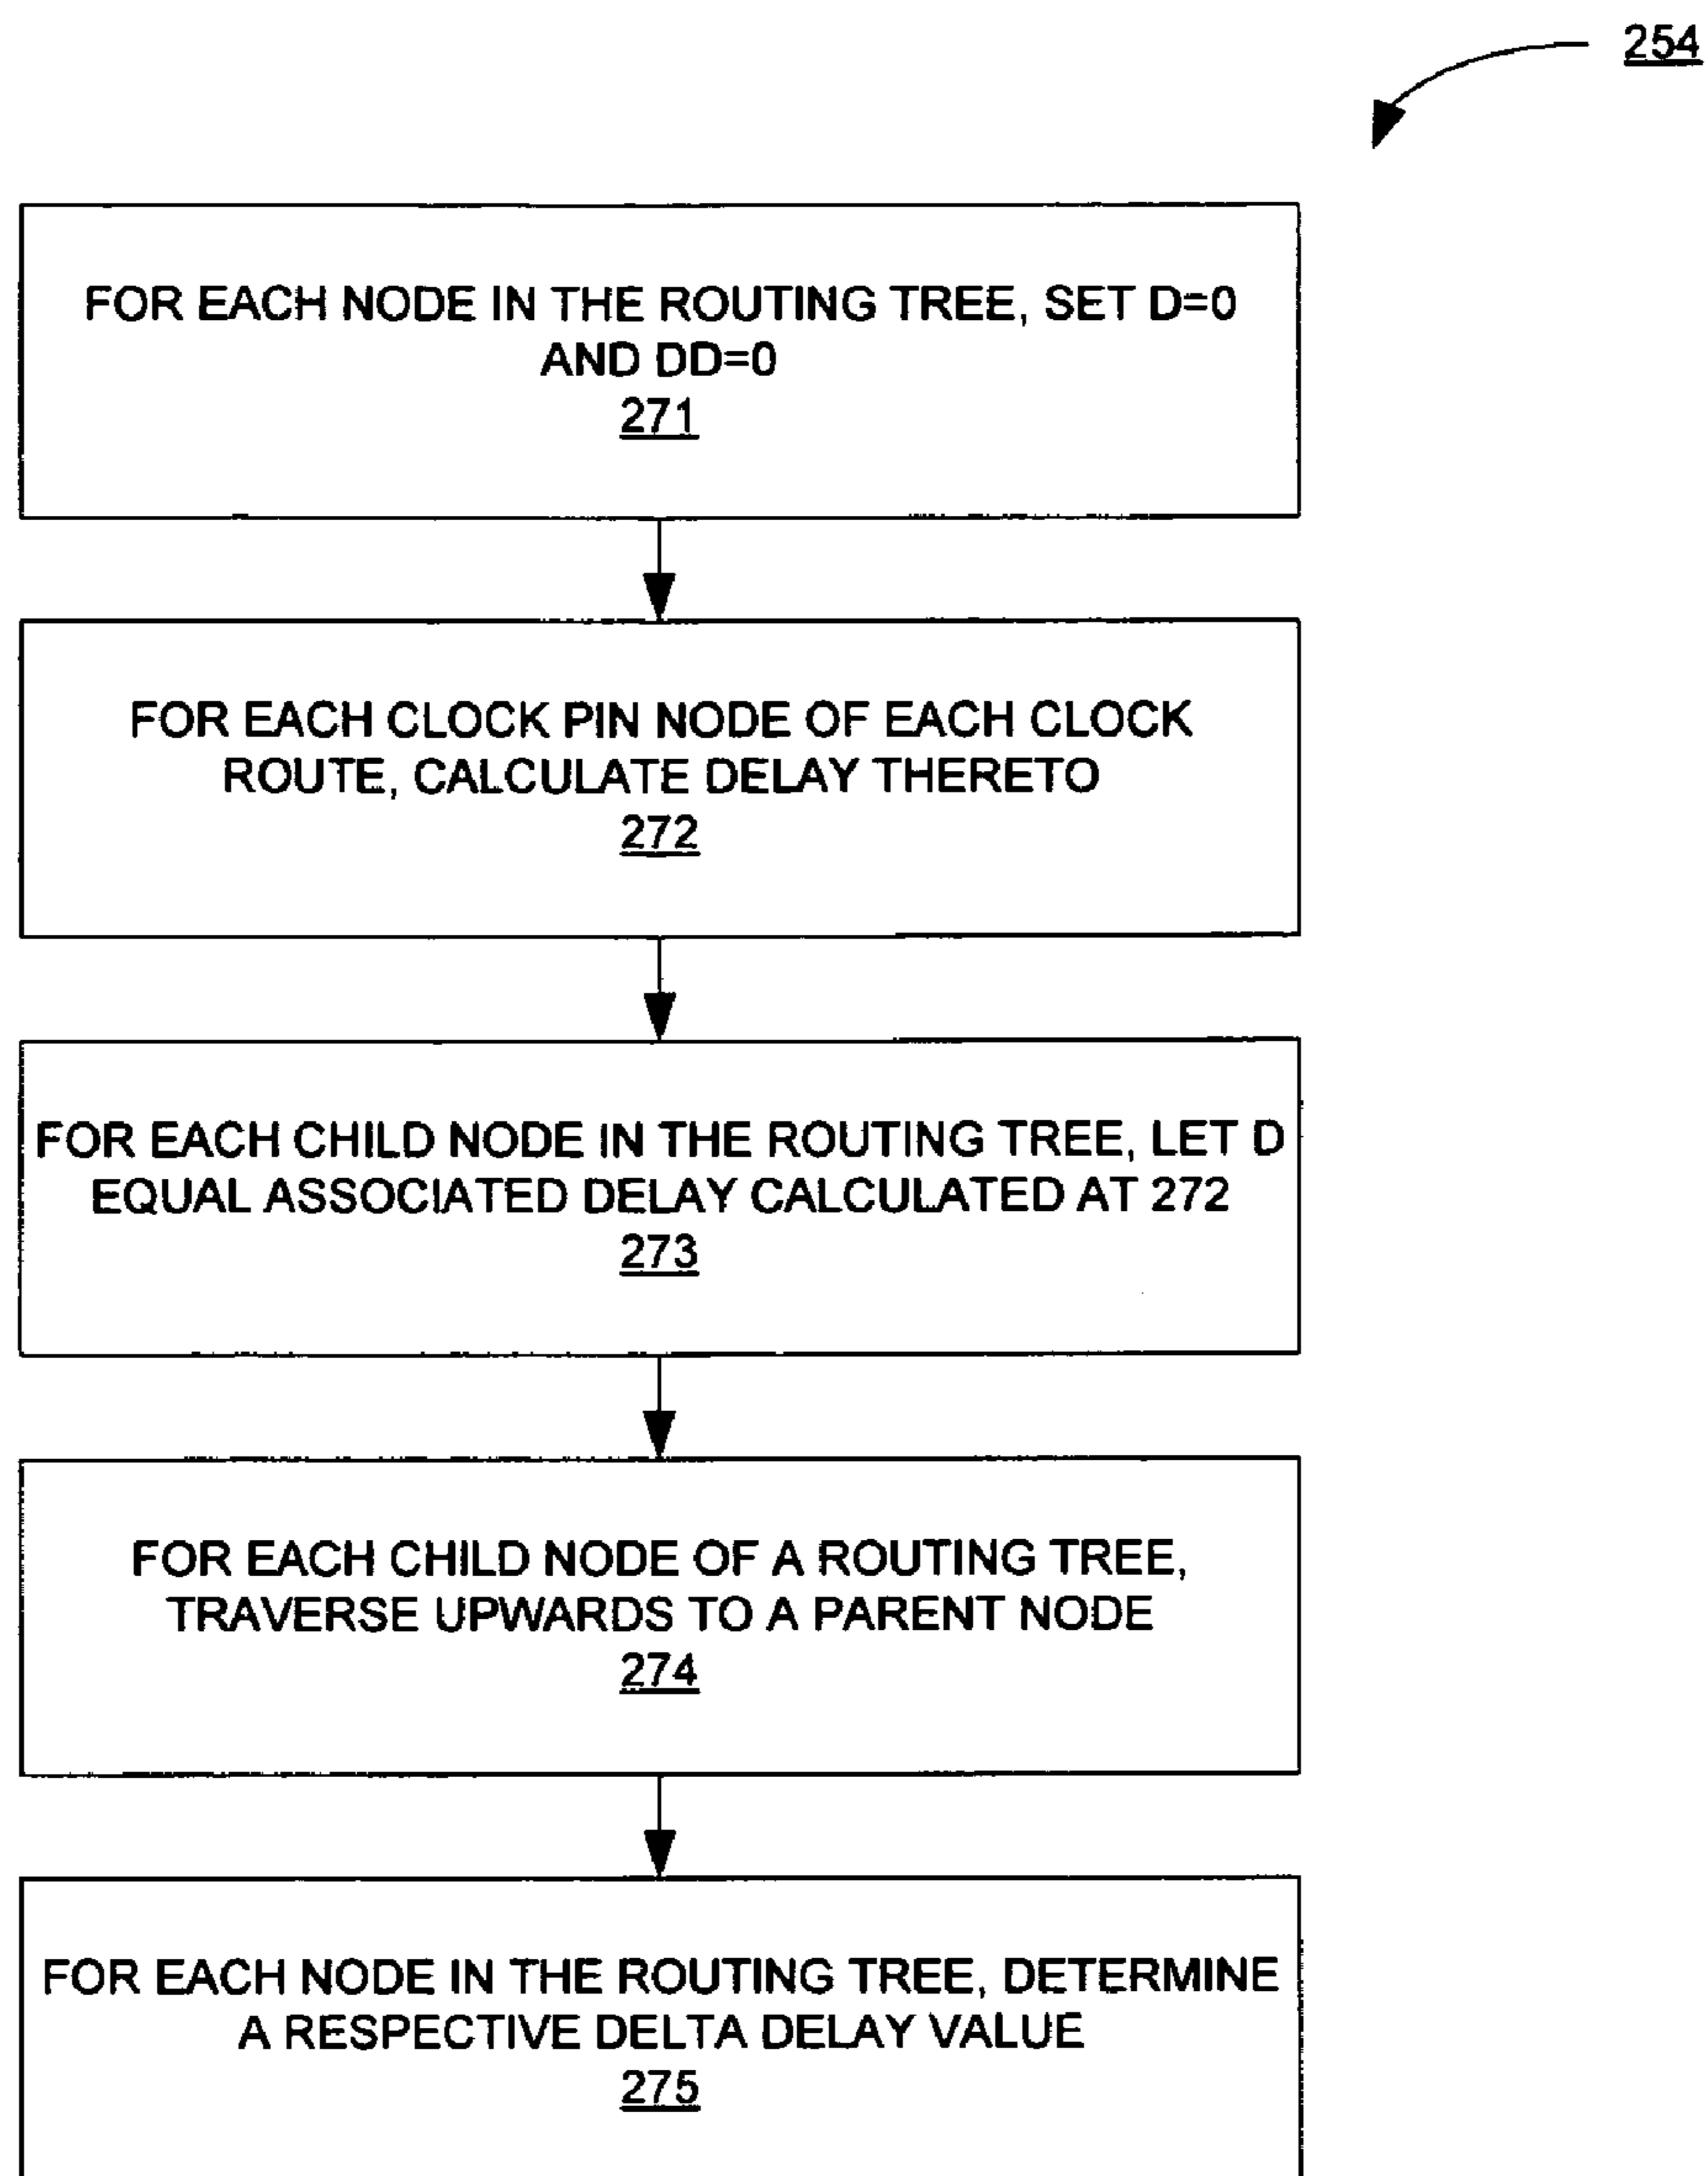 254
FOR EACH NODE IN THE ROUTING TREE, SET D=0
AND DD=0
271
FOR EACH CLOCK PIN NODE OF EACH CLOCK
ROUTE, CALCULATE DELAY THERETO
272
FOR EACH CHILD NODE IN THE ROUTING TREE, LET D
EQUAL ASSOCIATED DELAY CALCULATED AT 272
273
FOR EACH CHILD NODE OF A ROUTING TREE,
TRAVERSE UPWARDS TO A PARENT NODE
274
FOR EACH NODE IN THE ROUTING TREE, DETERMINE
A RESPECTIVE DELTA DELAY VALUE
275